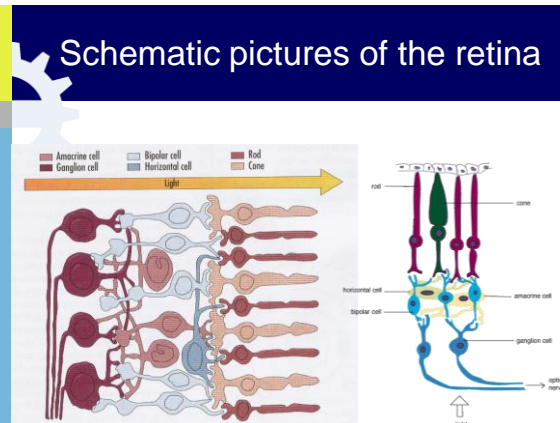 Schematic pictures of the retina
Amacrine cell
Ganglion cell
Bipolar cell
Horizontal cell
Rod
Cone
Light
rod
cone
horizontal cell
bipolar cell
amacrine cell
ganglion cell